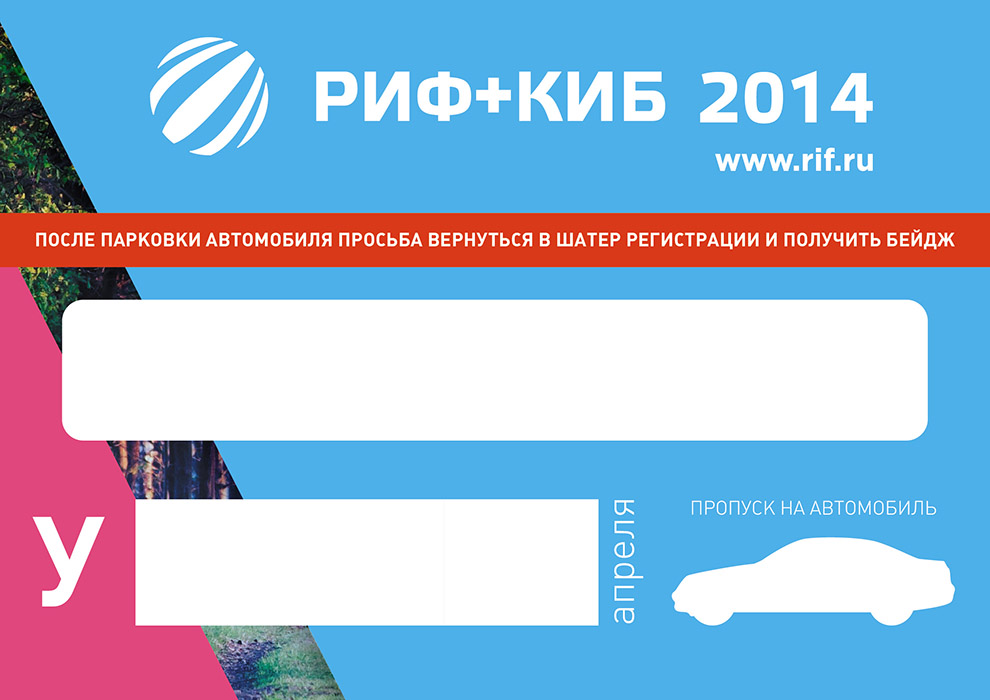 РИФ+КИБ 2014
www.rif.ru
ПОСЛЕ ПАРКОВКИ АВТОМОБИЛЯ ПРОСЬБА ВЕРНУТЬСЯ В ШАТЕР РЕГИСТРАЦИИ И ПОЛУЧИТЬ БЕЙДЖ
У
апреля
ПРОПУСК НА АВТОМОБИЛЬ